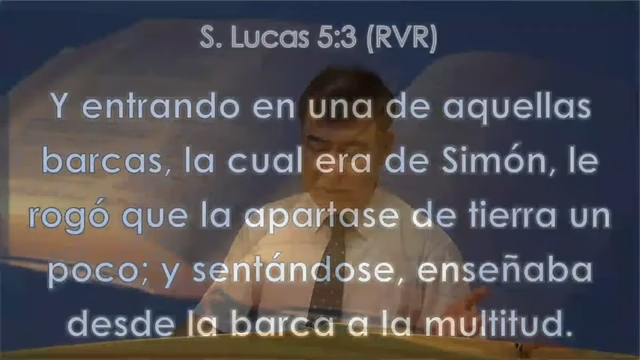 S. Lucas 5:3 (RVR)
Y entrando en una de aquellas
barcas, la cual era de Simón, le
rogó que la apartase de tierra un
poco; y sentándose, enseñaba
desde la barca a la multitud.